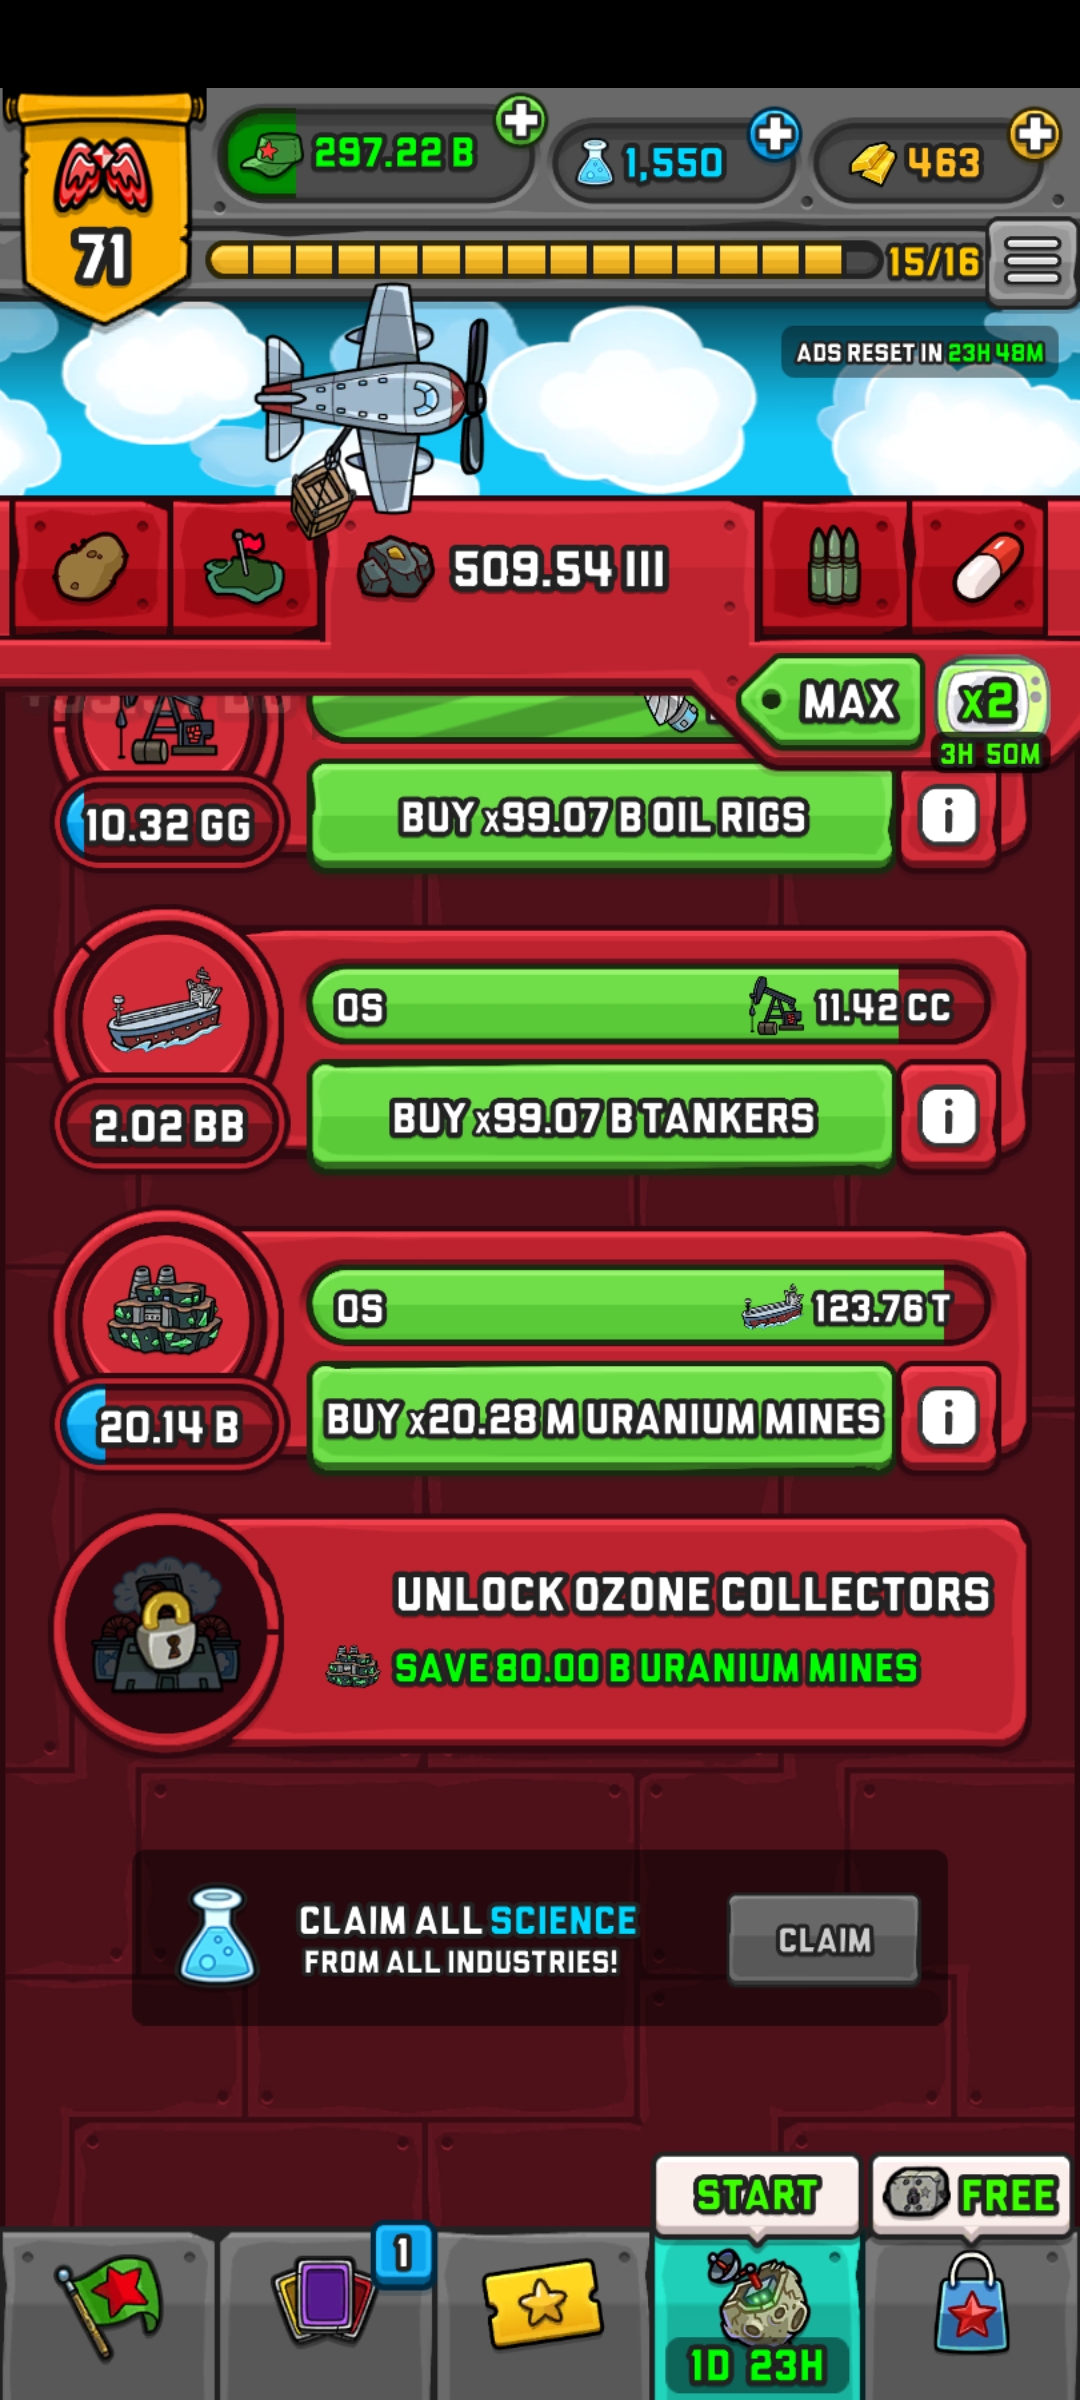 297.22 B
1,550
463
71
15/16
ADS RESET IN 23H 48M
509.54 III
MAX
x2
3H 50M
10.32 GG
BUY x99.07 B OIL RIGS
i
0S
11.42 CC
2.02 BB
BUY x99.07 B TANKERS
i
0S
123.76 T
20.14 B
BUY x20.28 M URANIUM MINES
i
UNLOCK OZONE COLLECTORS
SAVE 80.00 B URANIUM MINES
CLAIM ALL SCIENCE
FROM ALL INDUSTRIES!
CLAIM
START
FREE
1
1D 23H